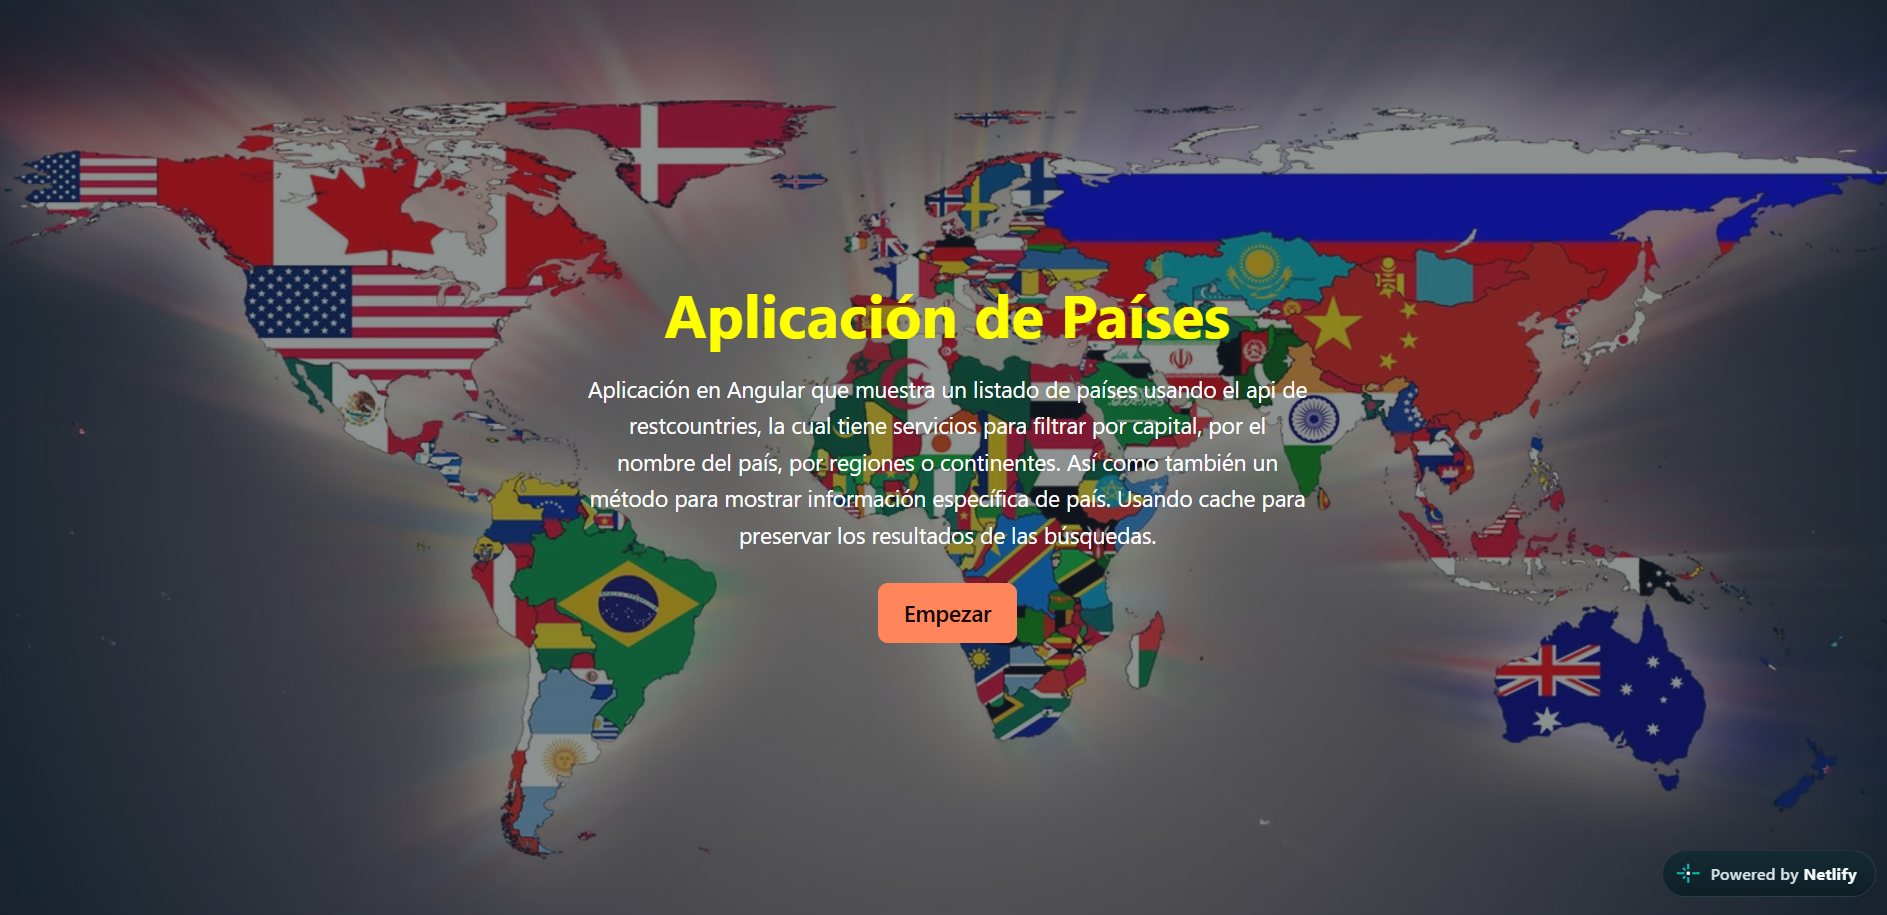 Aplicación de Países
Aplicación en Angular que muestra un listado de países usando el api de
restcountries, la cual tiene servicios para filtrar por capital, por el
nombre del país, por regiones o continentes. Así como también un
método para mostrar información específica de país. Usando cache para
preservar los resultados de las búsquedas.
Empezar
Powered by Netlify